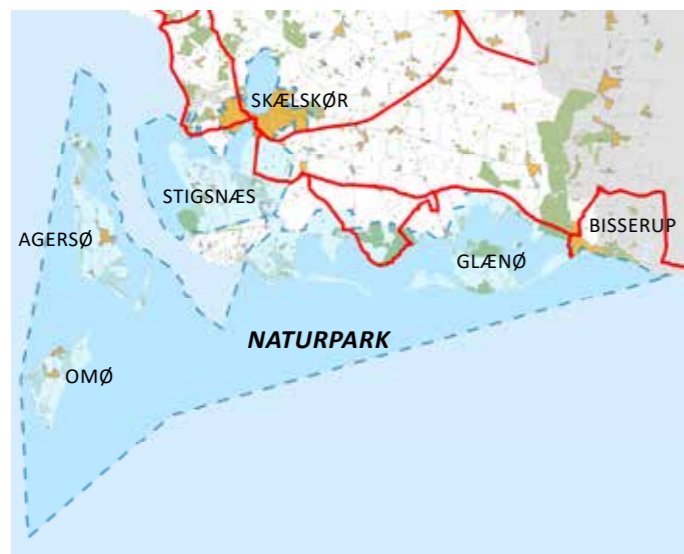 SKÆLSKØR
STIGSNÆS
AGERSØ
BISSERUP
GLÆNØ
NATURPARK
OMØ